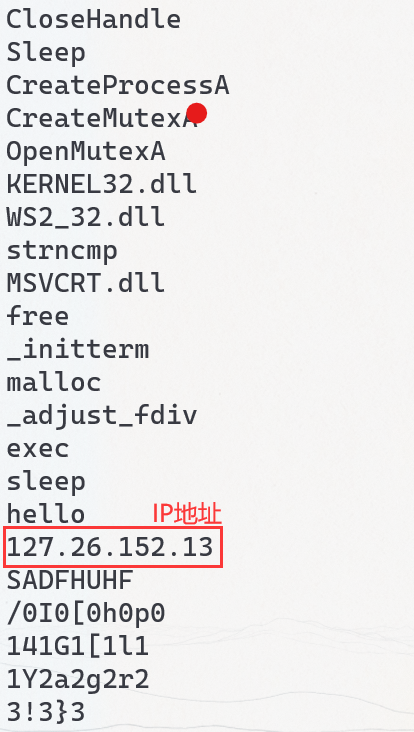 CloseHandle
Sleep
CreateProcessA
CreateMutexA
OpenMutexA
KERNEL32.dll
WS2_32.dll
strncmp
MSVCRT.dll
free
_initterm
malloc
_adjust_fdiv
exec
sleep
hello IP地址
127.26.152.13
SADFHUHF
/0I0[0h0p0
141G1[1l1
1Y2a2g2r2
3!3}3